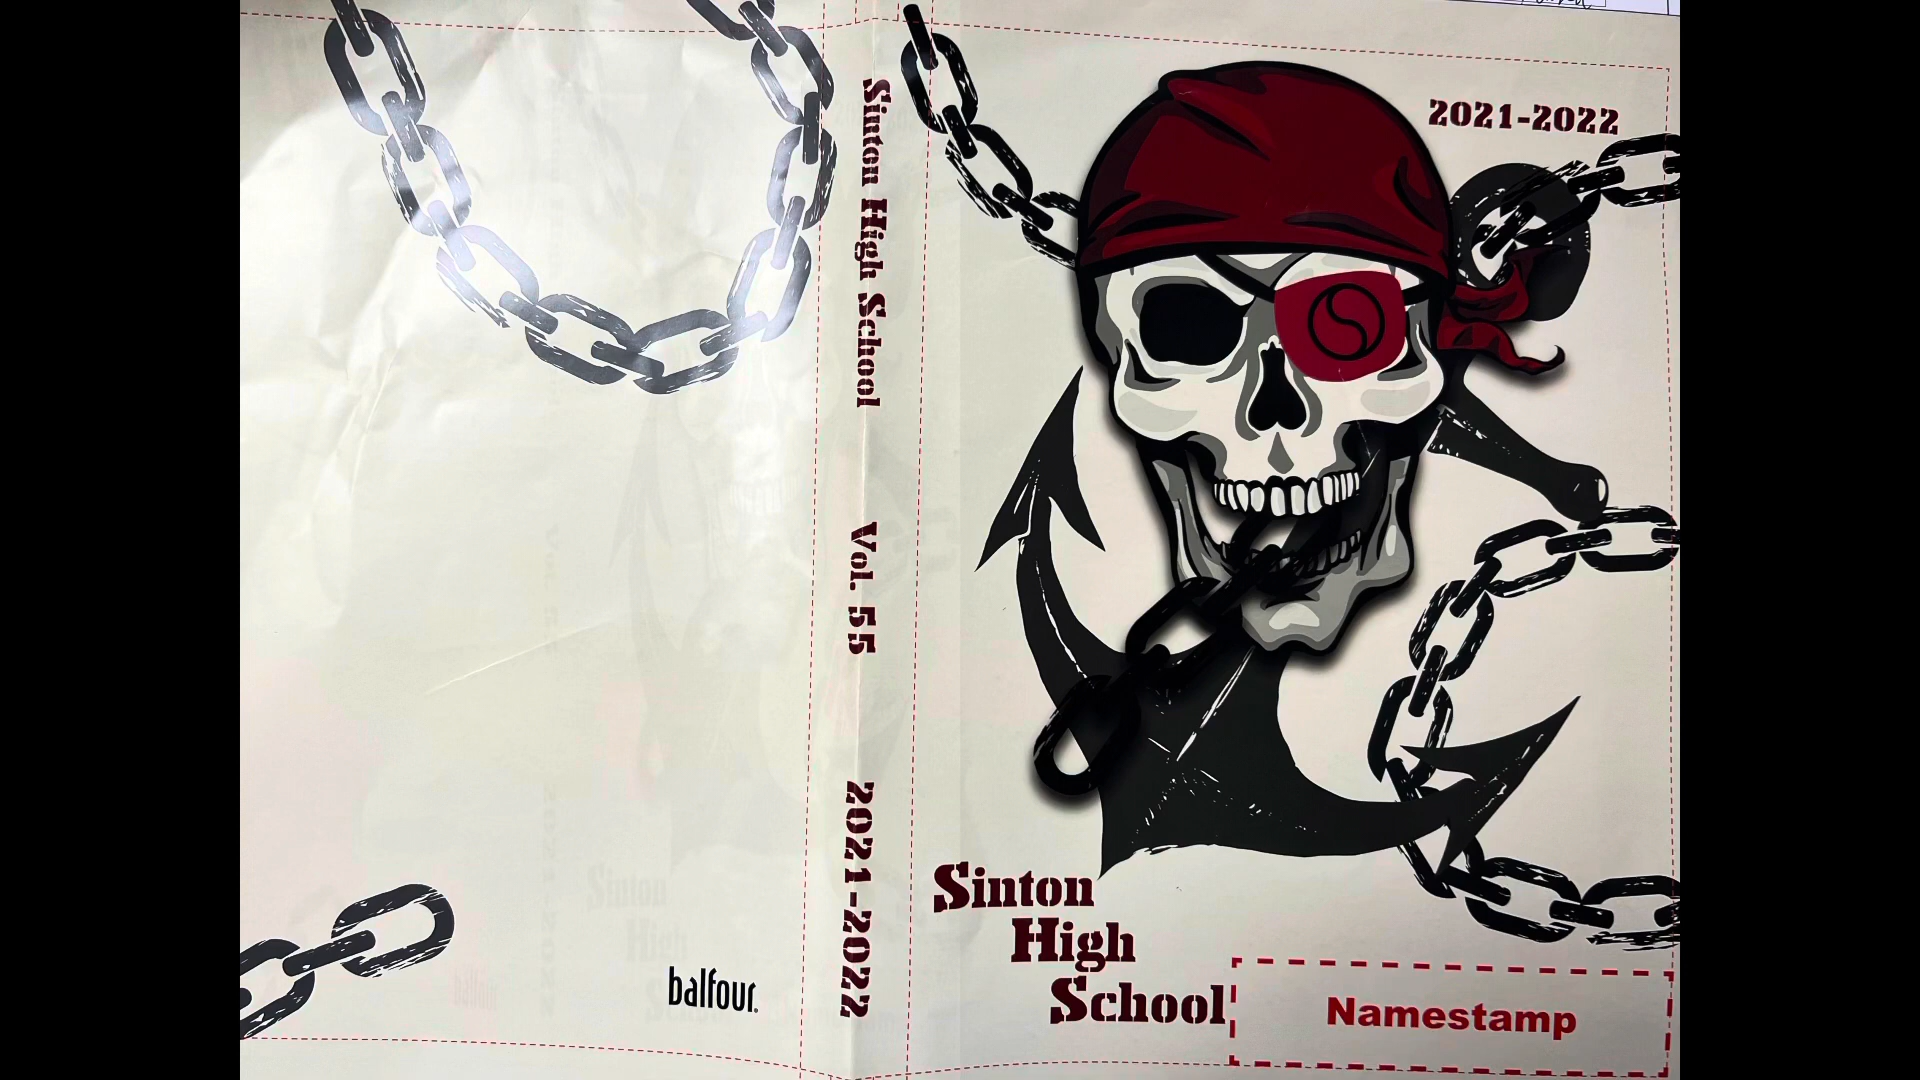 balfour.
Sinton High School Vol. 55 2021-2022
2021-2022
Sinton
High
School
Namestamp